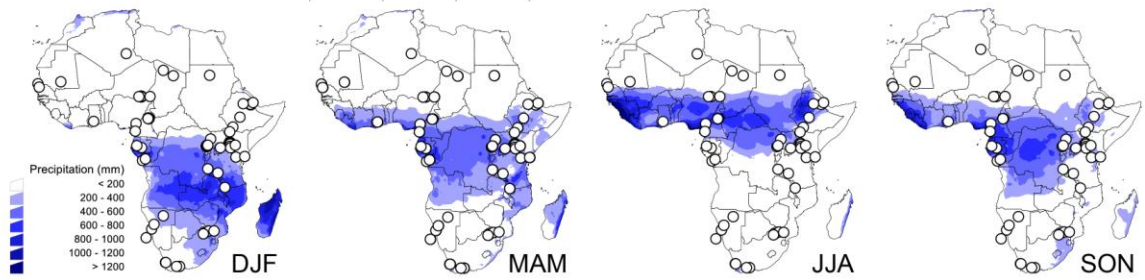 Precipitation (mm)
< 200
200 - 400
400 - 600
600 - 800
800 - 1000
1000 - 1200
> 1200
DJF
MAM
JJA
SON